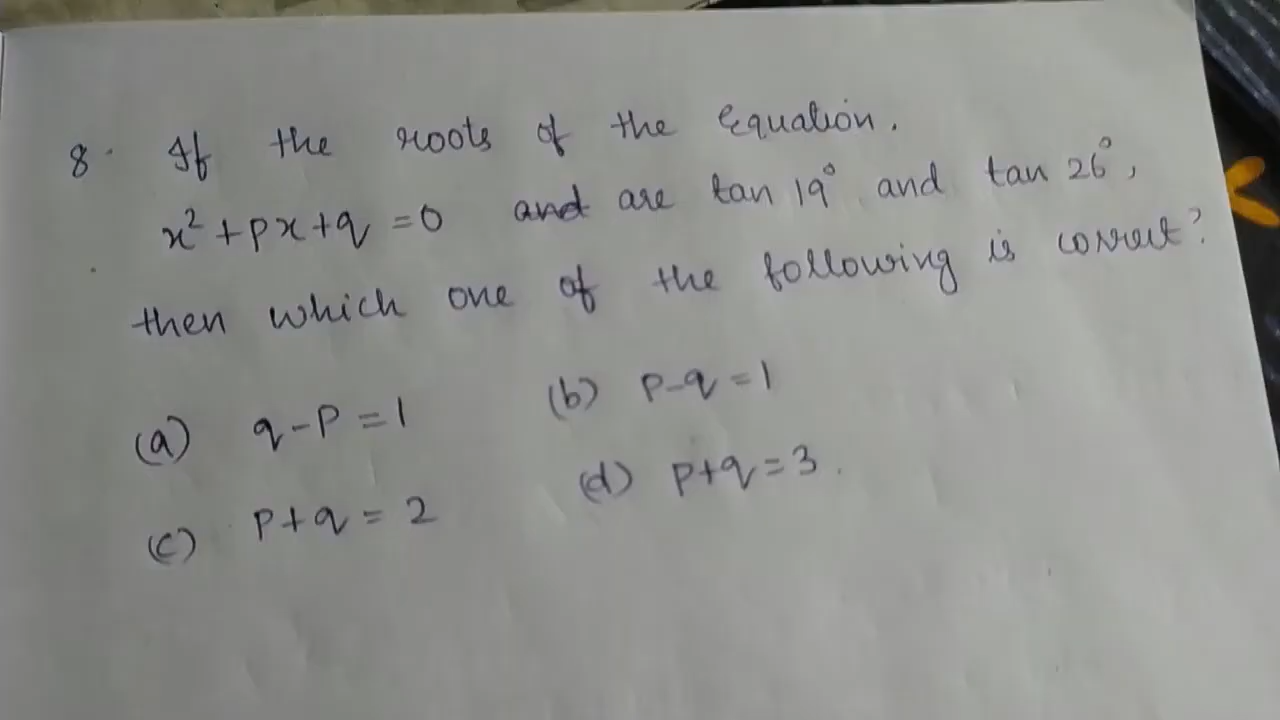 8. If the roots of the Equation.
x² + px + q = 0 and are tan 19° and tan 26°,
then which one of the following is correct?
(a) q - p = 1 (b) p - q = 1
(c) p + q = 2 (d) p + q = 3.